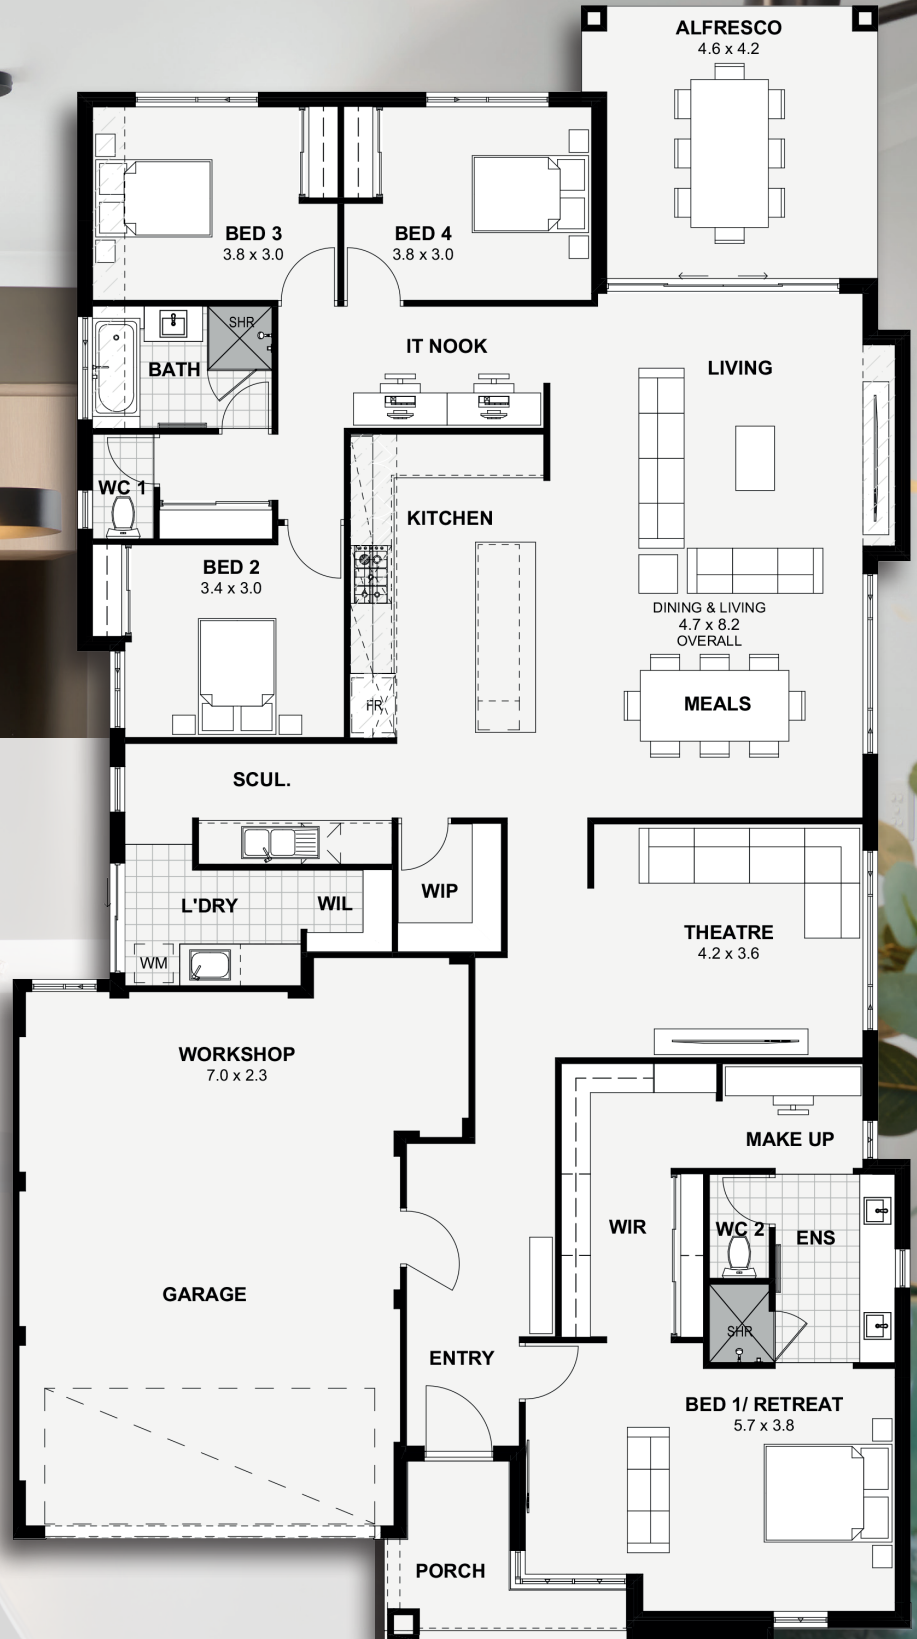 ALFRESCO
4.6 x 4.2
BED 3
3.8 x 3.0
BED 4
3.8 x 3.0
SHR
BATH
IT NOOK
LIVING
WC 1
KITCHEN
BED 2
3.4 x 3.0
DINING & LIVING
4.7 x 8.2
OVERALL
FR
MEALS
SCUL.
WIP
L'DRY
WIL
WM
THEATRE
4.2 x 3.6
WORKSHOP
7.0 x 2.3
MAKE UP
WIR
WC 2
ENS
GARAGE
SHR
ENTRY
BED 1/ RETREAT
5.7 x 3.8
PORCH